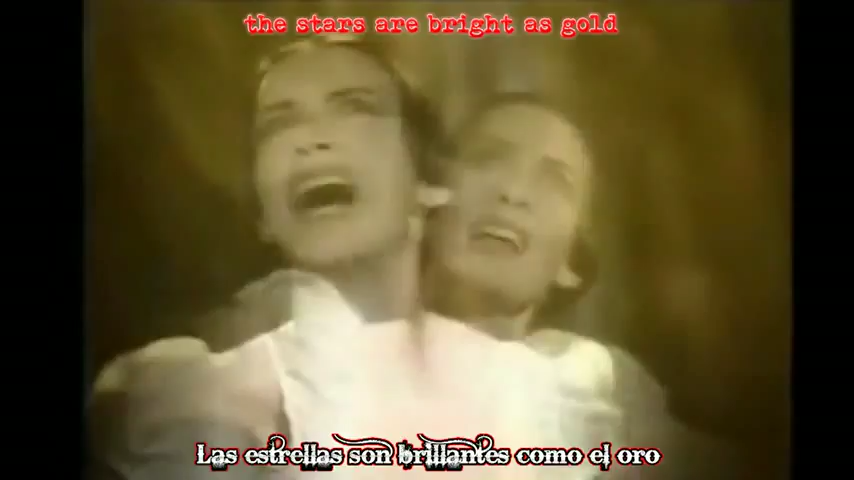 the stars are bright as gold
Las estrellas son brillantes como el oro